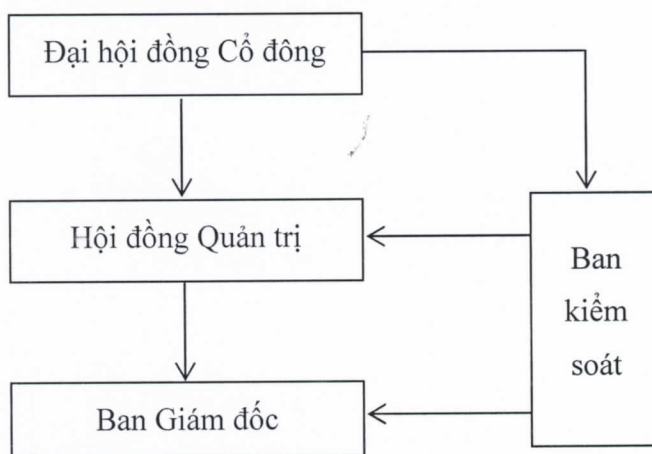 Đại hội đồng Cổ đông
Hội đồng Quản trị
Ban
kiểm
soát
Ban Giám đốc